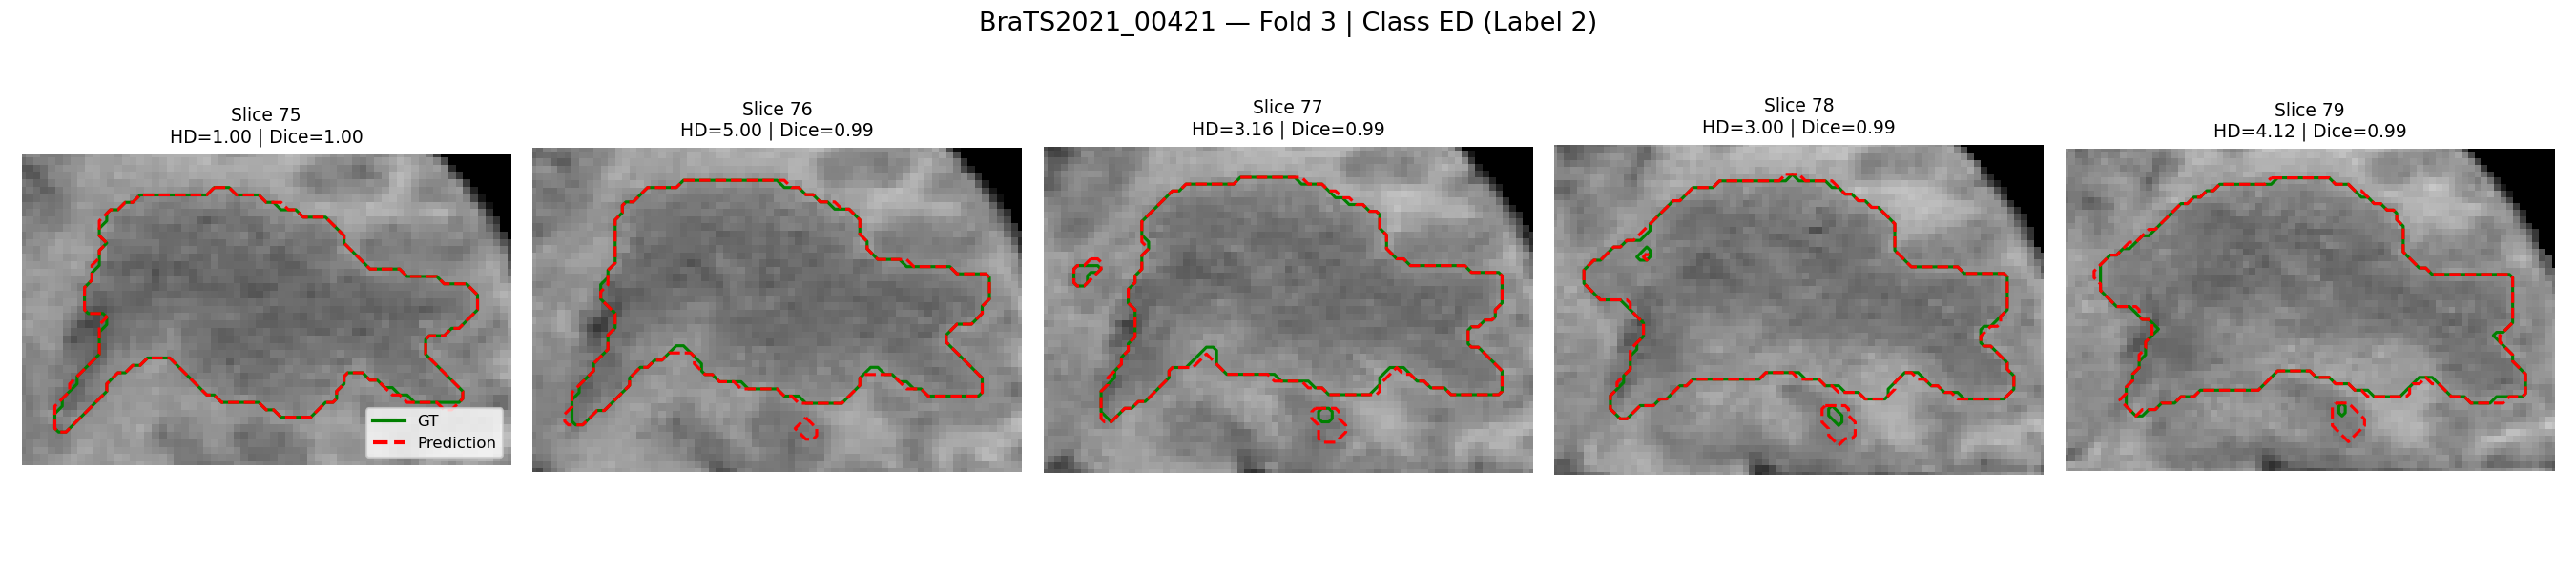 BraTS2021_00421 — Fold 3 | Class ED (Label 2)
Slice 75
HD=1.00 | Dice=1.00
GT
Prediction
Slice 76
HD=5.00 | Dice=0.99
Slice 77
HD=3.16 | Dice=0.99
Slice 78
HD=3.00 | Dice=0.99
Slice 79
HD=4.12 | Dice=0.99